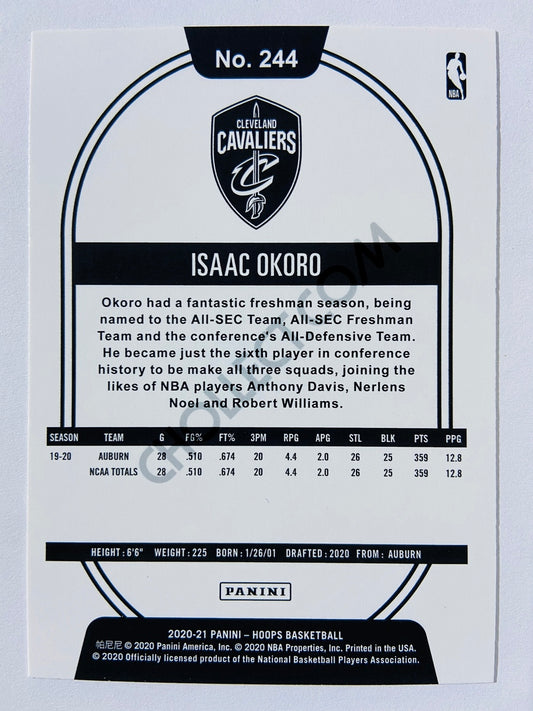 No. 244
NBA
CLEVELAND
CAVALIERS
C
ISAAC OKORO
Okoro had a fantastic freshman season, being
named to the All-SEC Team, All-SEC Freshman
Team and the conference's All-Defensive Team.
He became just the sixth player in conference
history to be make all three squads, joining the
likes of NBA players Anthony Davis, Nerlens
Noel and Robert Williams.
SEASON TEAM G FG% FT% 3PM RPG APG STL BLK PTS PPG
19-20 AUBURN 28 .510 .674 20 4.4 2.0 26 25 359 12.8
NCAA TOTALS 28 .510 .674 20 4.4 2.0 26 25 359 12.8
HEIGHT: 6'6" WEIGHT: 225 BORN: 1/26/01 DRAFTED: 2020 FROM: AUBURN
PANINI
2020-21 PANINI – HOOPS BASKETBALL
帕尼尼 © 2020 Panini America, Inc. © 2020 NBA Properties, Inc. Printed in the USA.
© 2020 Officially licensed product of the National Basketball Players Association.
CHOLLECT.COM